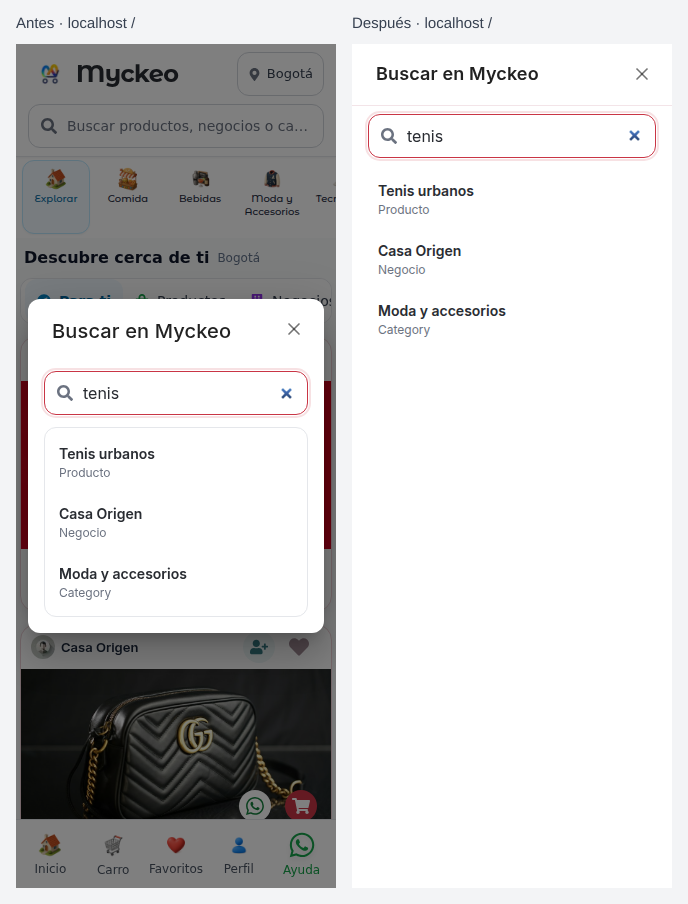 Antes · localhost /
Myckeo
Bogotá
Buscar productos, negocios o ca...
Explorar
Comida
Bebidas
Moda y
Accesorios
Descubre cerca de ti Bogotá
Buscar en Myckeo
tenis
Tenis urbanos
Producto
Casa Origen
Negocio
Moda y accesorios
Category
Casa Origen
Inicio
Carro
Favoritos
Perfil
Ayuda
Después · localhost /
Buscar en Myckeo
tenis
Tenis urbanos
Producto
Casa Origen
Negocio
Moda y accesorios
Category